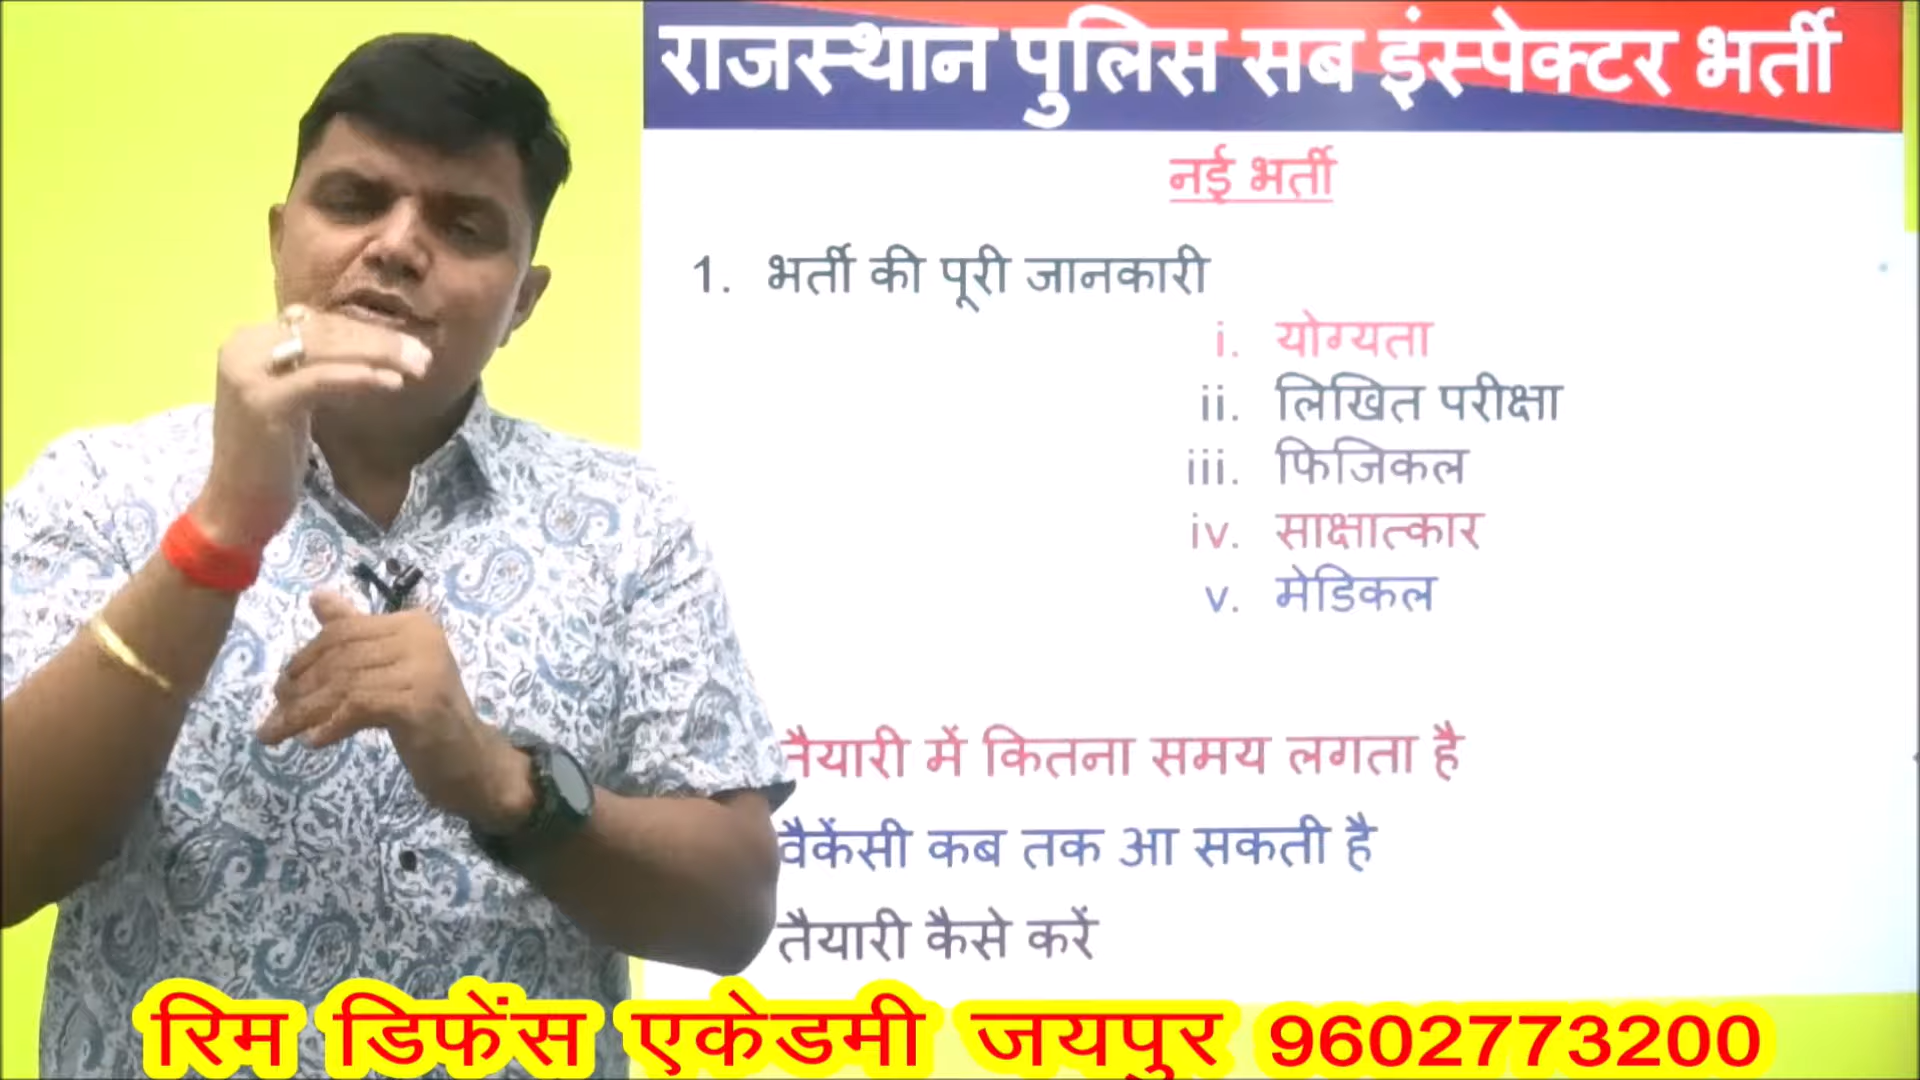 राजस्थान पुलिस सब इंस्पेक्टर भर्ती
नई भर्ती
1. भर्ती की पूरी जानकारी
i. योग्यता
ii. लिखित परीक्षा
iii. फिजिकल
iv. साक्षात्कार
v. मेडिकल
तैयारी में कितना समय लगता है
वैकेंसी कब तक आ सकती है
तैयारी कैसे करें
रिम डिफेंस एकेडमी जयपुर 9602773200